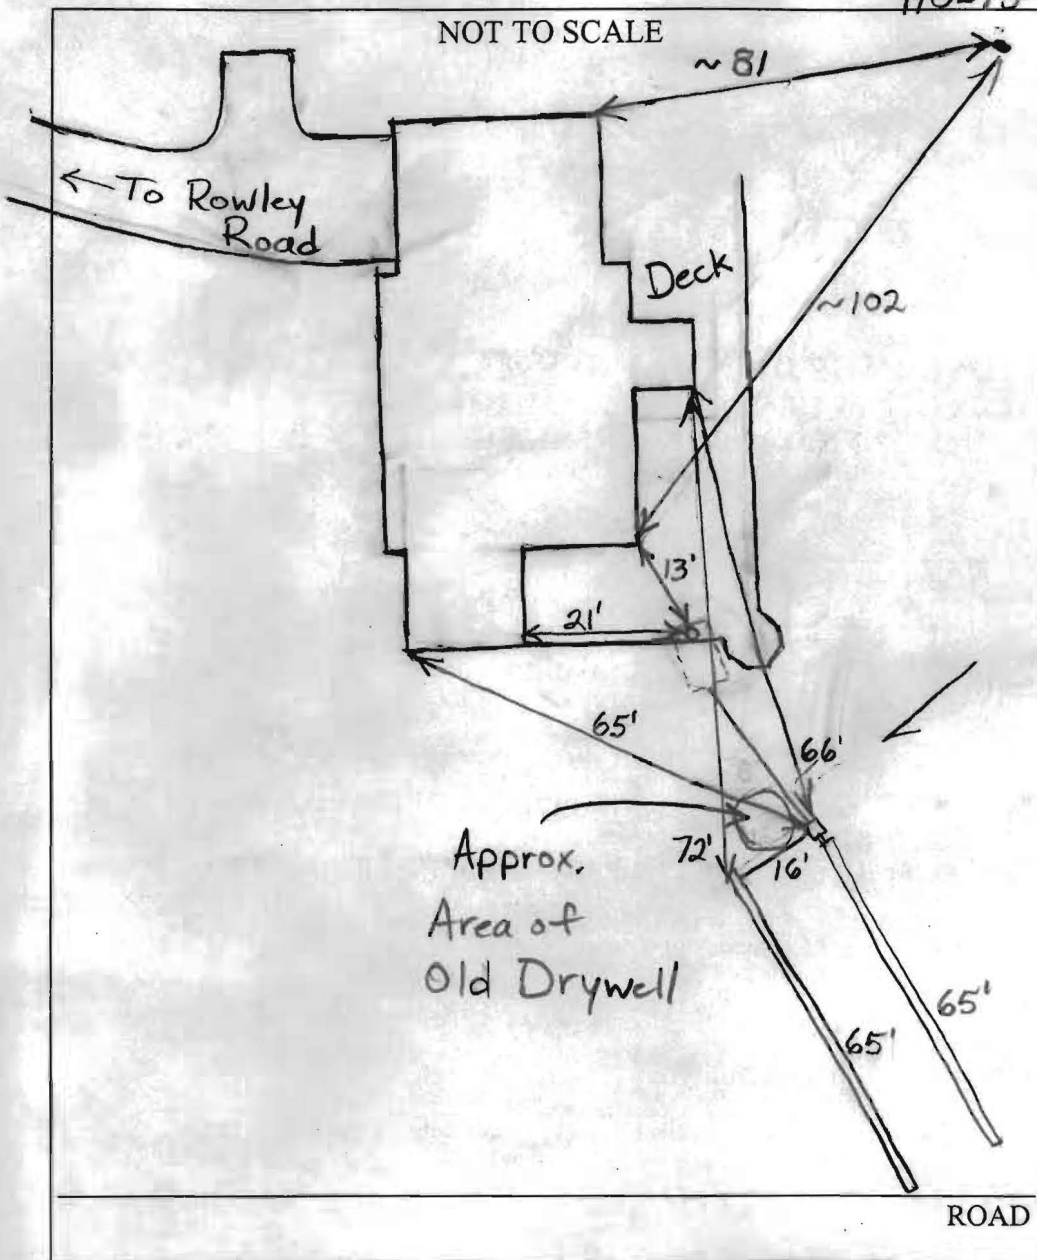 NOT TO SCALE
~ 81
← To Rowley
Road
Deck
~102
13'
21'
65'
66'
Approx.
Area of
Old Drywell
72'
16'
65'
65'
ROAD